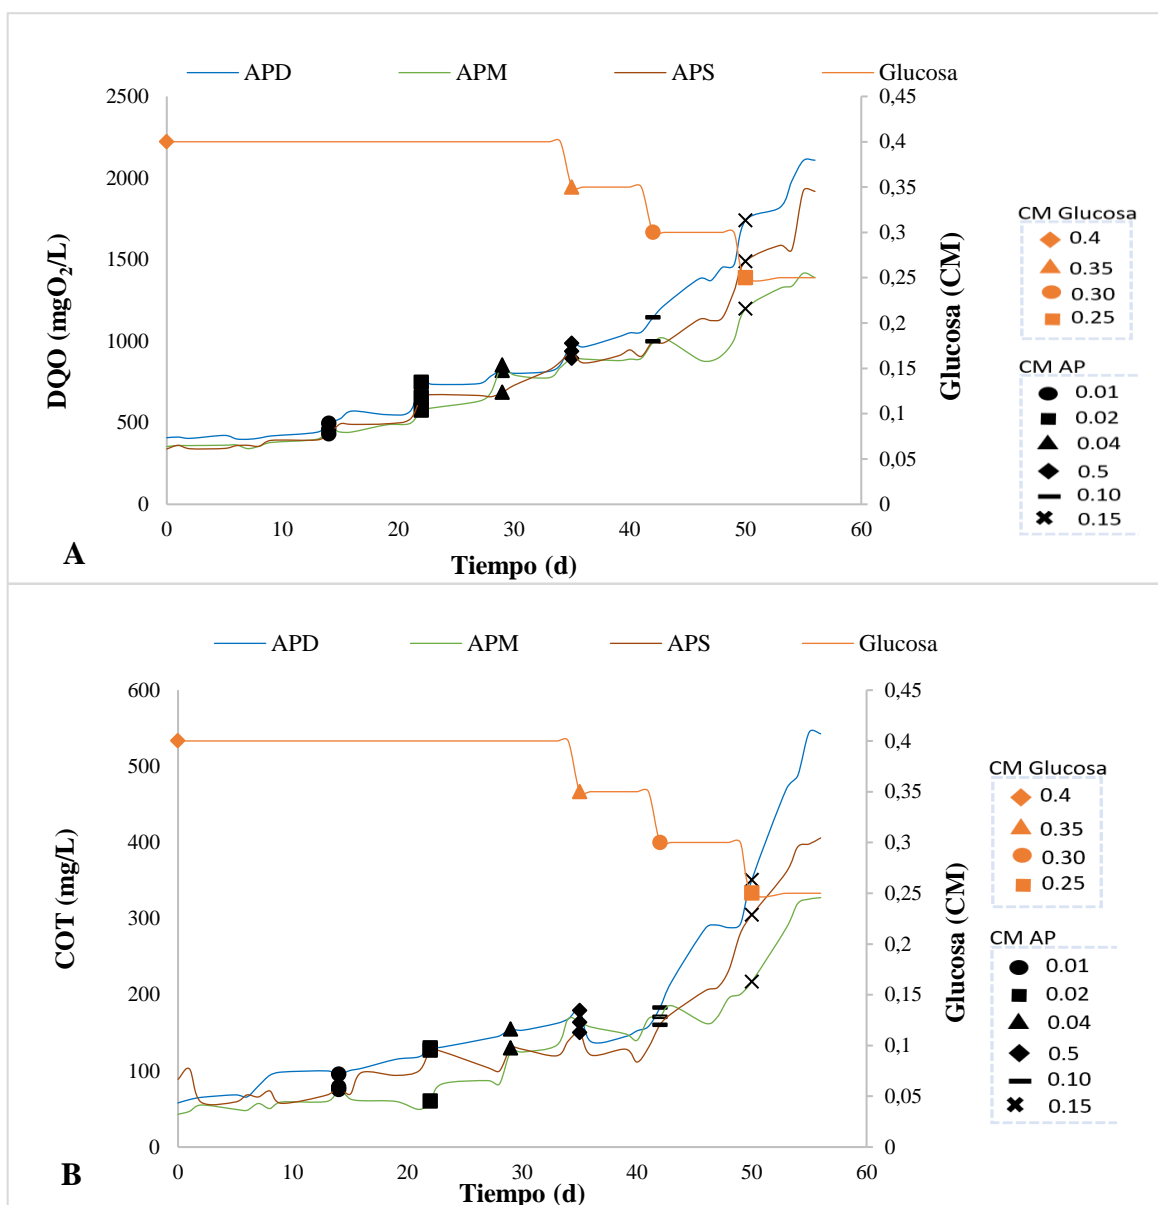 APD APM APS Glucosa
2500 0,45
2000 0,4
0,35
1500 0,3
0,25
1000 0,2
0,15
500 0,1
0,05
0 0
DQO (mgO₂/L)
Glucosa (CM)
0 10 20 30 40 50 60
A Tiempo (d)
CM Glucosa
0.4
0.35
0.30
0.25
CM AP
0.01
0.02
0.04
0.5
0.10
0.15
APD APM APS Glucosa
600 0,45
500 0,4
0,35
400 0,3
300 0,25
0,2
200 0,15
100 0,1
0,05
0 0
COT (mg/L)
Glucosa (CM)
0 10 20 30 40 50 60
B Tiempo (d)
CM Glucosa
0.4
0.35
0.30
0.25
CM AP
0.01
0.02
0.04
0.5
0.10
0.15